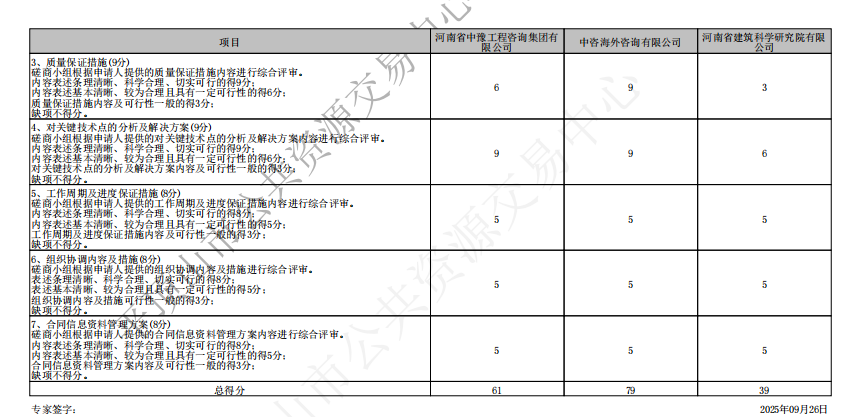 项目
河南省中豫工程咨询集团有限公司
中咨海外咨询有限公司
河南省建筑科学研究院有限公司
3、质量保证措施(9分)
磋商小组根据申请人提供的质量保证措施内容进行综合评审。
内容表述条理清晰、科学合理、切实可行的得9分；
内容表述基本清晰、较为合理且具有一定可行性的得6分；
质量保证措施内容及可行性一般的得3分；
缺项不得分。
6
9
3
4、对关键技术点的分析及解决方案(9分)
磋商小组根据申请人提供的对关键技术点的分析及解决方案内容进行综合评审。
内容表述条理清晰、科学合理、切实可行的得9分；
内容表述基本清晰、较为合理且具有一定可行性的得6分；
对关键技术点的分析及解决方案内容及可行性一般的得3分；
缺项不得分。
9
9
6
5、工作周期及进度保证措施(8分)
磋商小组根据申请人提供的工作周期及进度保证措施内容进行综合评审。
内容表述条理清晰、科学合理、切实可行的得8分；
内容表述基本清晰、较为合理且具有一定可行性的得5分；
工作周期及进度保证措施内容及可行性一般的得3分；
缺项不得分。
5
5
5
6、组织协调内容及措施(8分)
磋商小组根据申请人提供的组织协调内容及措施进行综合评审。
表述条理清晰、科学合理、切实可行的得8分；
表述基本清晰、较为合理且具有一定可行性的得5分；
组织协调内容及措施可行性一般的得3分；
缺项不得分。
5
5
5
7、合同信息资料管理方案(8分)
磋商小组根据申请人提供的合同信息资料管理方案内容进行综合评审。
内容表述条理清晰、科学合理、切实可行的得8分；
内容表述基本清晰、较为合理且具有一定可行性的得5分；
合同信息资料管理方案内容及可行性一般的得3分；
缺项不得分。
5
5
5
总得分
61
79
39
专家签字：
2025年09月26日
山市公共资源交易中心
山市公共资源交易中心